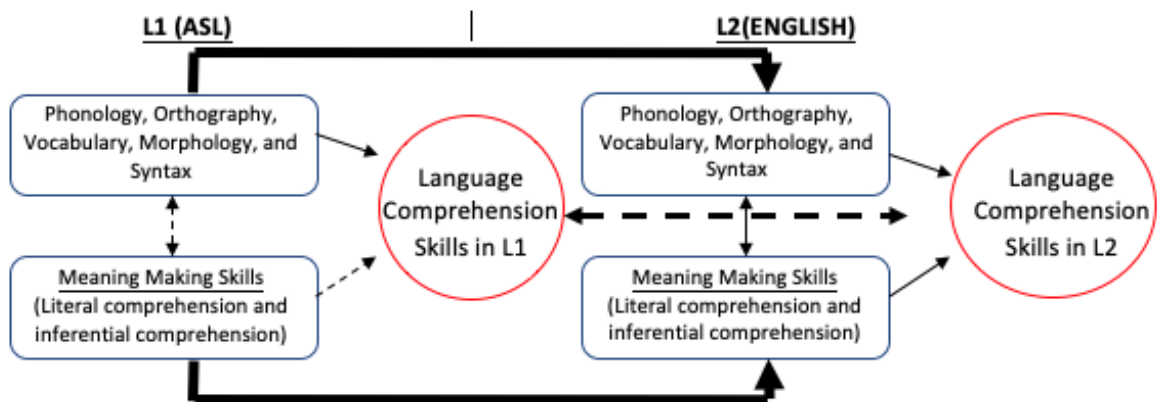 L1 (ASL)
L2(ENGLISH)
Phonology, Orthography,
Vocabulary, Morphology, and
Syntax
Language
Comprehension
Skills in L1
Phonology, Orthography,
Vocabulary, Morphology, and
Syntax
Language
Comprehension
Skills in L2
Meaning Making Skills
(Literal comprehension and
inferential comprehension)
Meaning Making Skills
(Literal comprehension and
inferential comprehension)